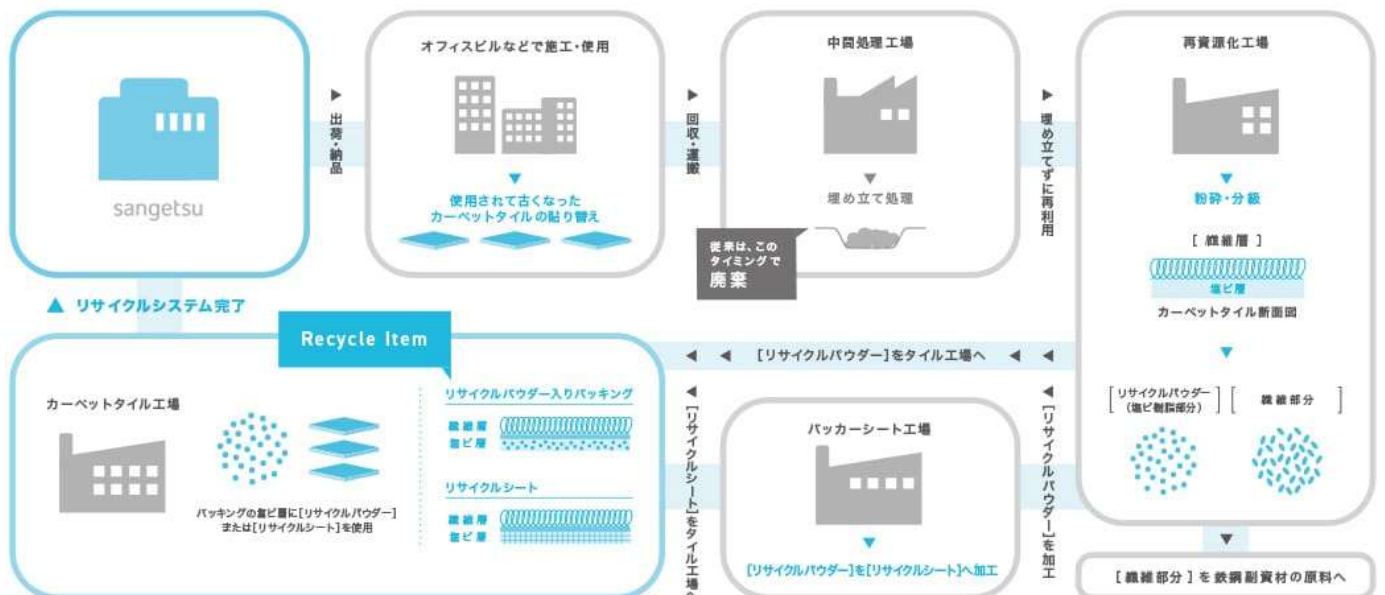 sangetsu
▶ 出荷・納品
オフィスビルなどで施工・使用
使用されて古くなった
カーペットタイルの貼り替え
▶ 回収・運搬
中間処理工場
埋め立て処理
従来は、この
タイミングで
廃棄
▶ 埋め立てずに再利用
再資源化工場
粉砕・分級
[ 繊維層 ]
塩ビ層
カーペットタイル断面図
[リサイクルパウダー
(塩ビ樹脂部分)]
[ 繊維部分 ]
[繊維部分]を鉄鋼副資材の原料へ
[リサイクルパウダー]をタイル工場へ
[リサイクルパウダー]を加工
バッカーシート工場
[リサイクルパウダー]を[リサイクルシート]へ加工
[リサイクルシート]をタイル工場へ
Recycle Item
カーペットタイル工場
バッキングの塩ビ層に[リサイクルパウダー]
または[リサイクルシート]を使用
リサイクルパウダー入りバッキング
繊維層
塩ビ層
リサイクルシート
繊維層
塩ビ層
▲ リサイクルシステム完了